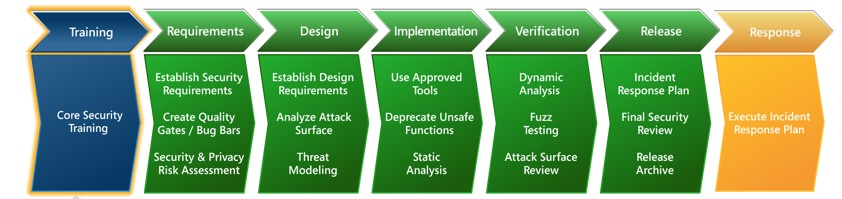 Training
Requirements
Design
Implementation
Verification
Release
Response
Core Security
Training
Establish Security
Requirements
Create Quality
Gates / Bug Bars
Security & Privacy
Risk Assessment
Establish Design
Requirements
Analyze Attack
Surface
Threat
Modeling
Use Approved
Tools
Deprecate Unsafe
Functions
Static
Analysis
Dynamic
Analysis
Fuzz
Testing
Attack Surface
Review
Incident
Response Plan
Final Security
Review
Release
Archive
Execute Incident
Response Plan